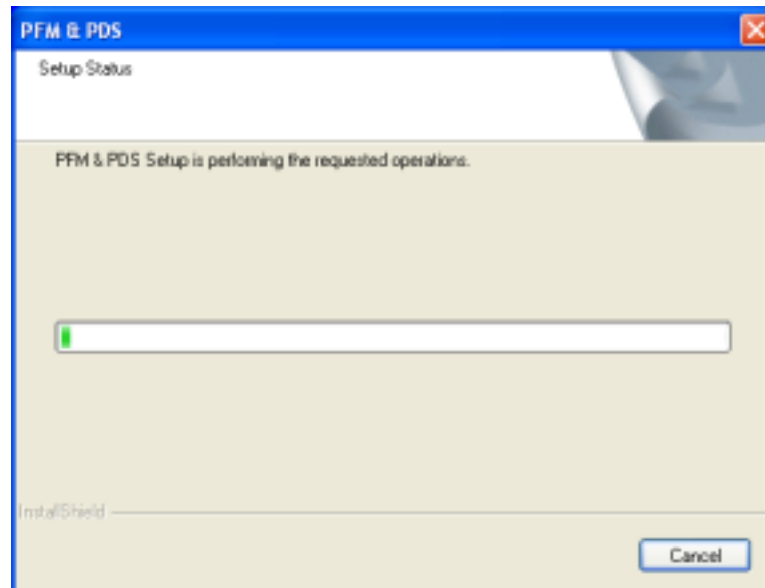 PFM & PDS
Setup Status
PFM & PDS Setup is performing the requested operations.
InstallShield
Cancel